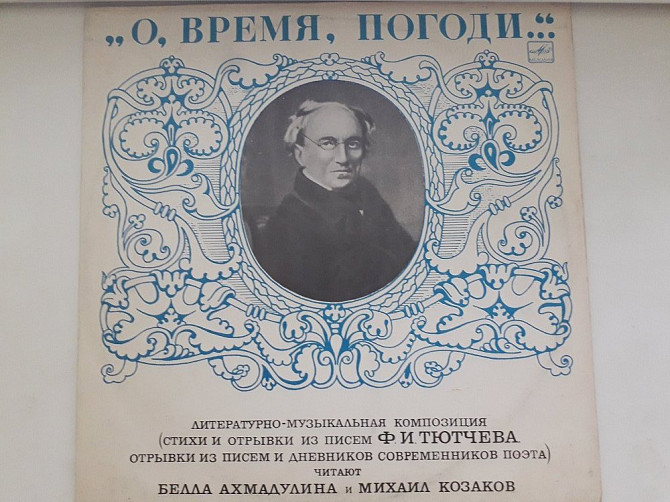 „О, ВРЕМЯ, ПОГОДИ...“
ЛИТЕРАТУРНО-МУЗЫКАЛЬНАЯ КОМПОЗИЦИЯ
(СТИХИ И ОТРЫВКИ ИЗ ПИСЕМ Ф.И.ТЮТЧЕВА.
ОТРЫВКИ ИЗ ПИСЕМ И ДНЕВНИКОВ СОВРЕМЕННИКОВ ПОЭТА)
ЧИТАЮТ
БЕЛЛА АХМАДУЛИНА И МИХАИЛ КОЗАКОВ